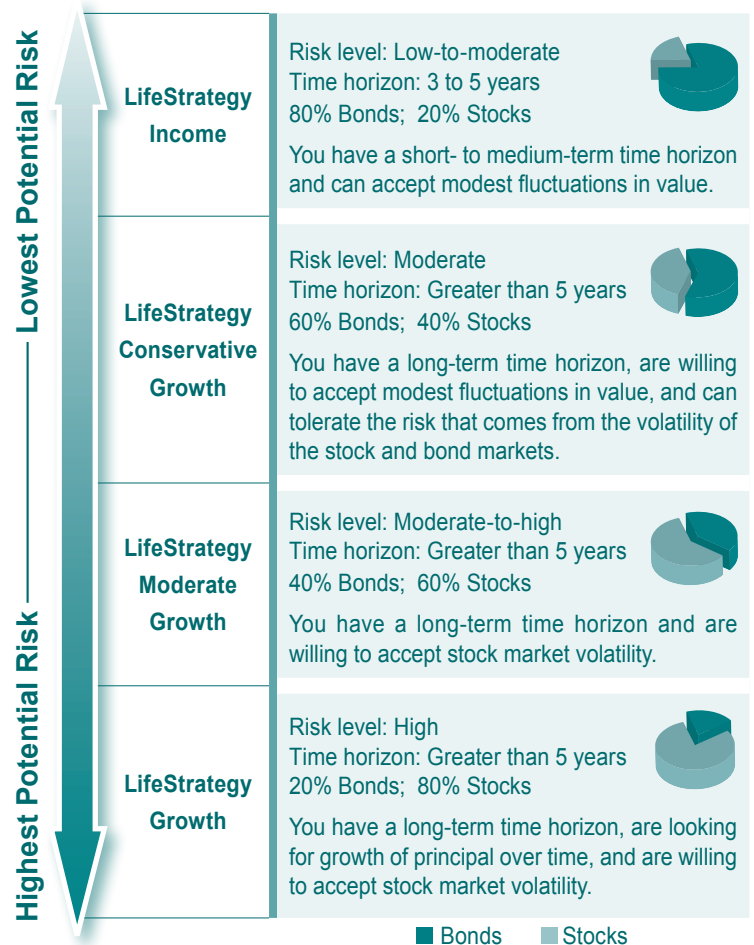 Lowest Potential Risk
Highest Potential Risk
LifeStrategy
Income
Risk level: Low-to-moderate
Time horizon: 3 to 5 years
80% Bonds; 20% Stocks
You have a short- to medium-term time horizon
and can accept modest fluctuations in value.
LifeStrategy
Conservative
Growth
Risk level: Moderate
Time horizon: Greater than 5 years
60% Bonds; 40% Stocks
You have a long-term time horizon, are willing
to accept modest fluctuations in value, and can
tolerate the risk that comes from the volatility of
the stock and bond markets.
LifeStrategy
Moderate
Growth
Risk level: Moderate-to-high
Time horizon: Greater than 5 years
40% Bonds; 60% Stocks
You have a long-term time horizon and are
willing to accept stock market volatility.
LifeStrategy
Growth
Risk level: High
Time horizon: Greater than 5 years
20% Bonds; 80% Stocks
You have a long-term time horizon, are looking
for growth of principal over time, and are willing
to accept stock market volatility.
Bonds Stocks